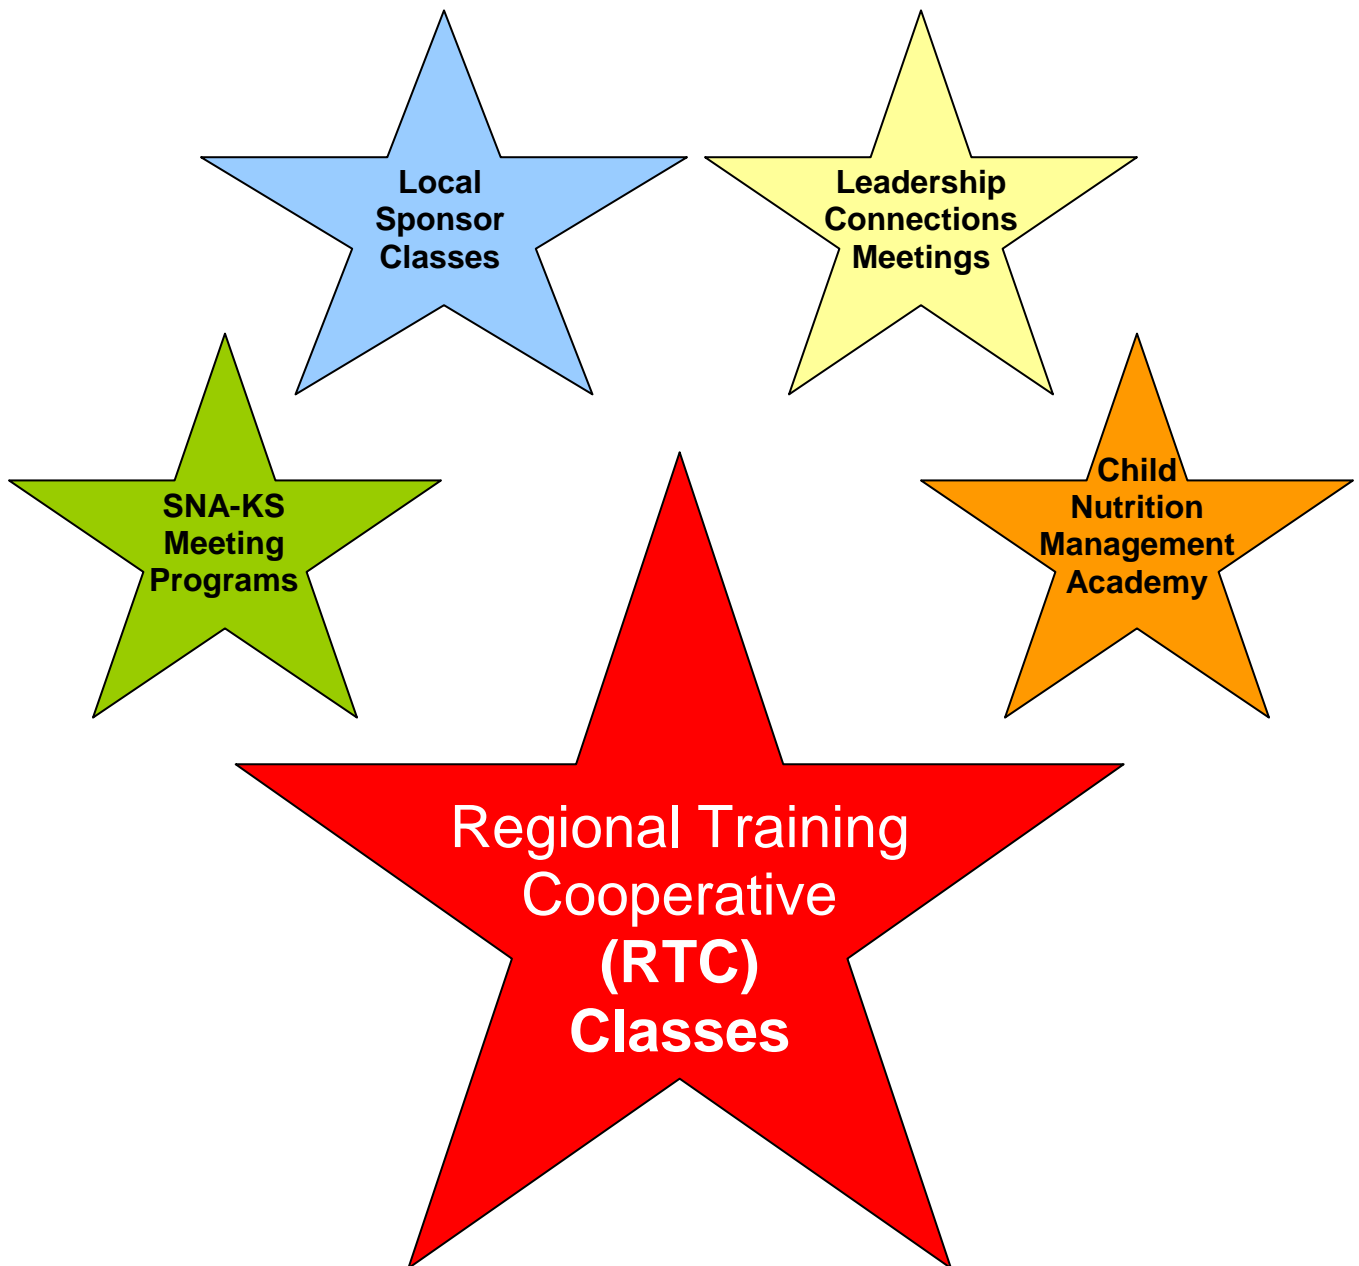 Local
Sponsor
Classes
Leadership
Connections
Meetings
SNA-KS
Meeting
Programs
Child
Nutrition
Management
Academy
Regional Training
Cooperative
(RTC)
Classes